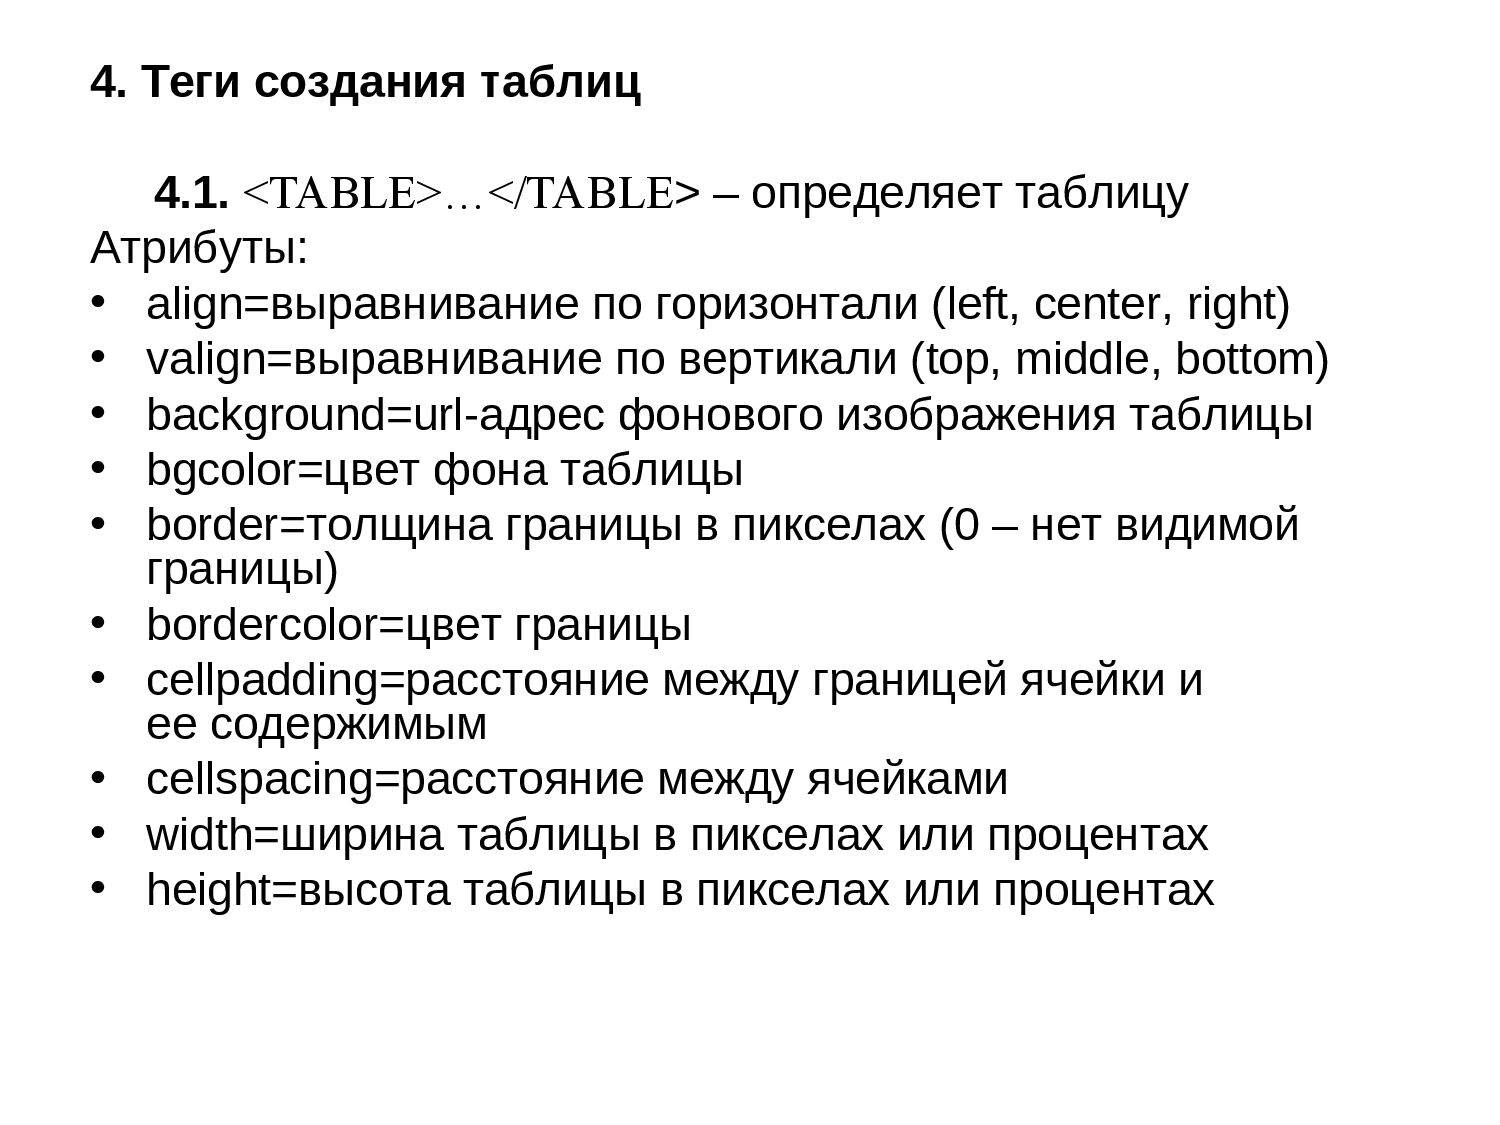 4. Теги создания таблиц
4.1. <TABLE>…</TABLE> – определяет таблицу
Атрибуты:
• align=выравнивание по горизонтали (left, center, right)
• valign=выравнивание по вертикали (top, middle, bottom)
• background=url-адрес фонового изображения таблицы
• bgcolor=цвет фона таблицы
• border=толщина границы в пикселах (0 – нет видимой
границы)
• bordercolor=цвет границы
• cellpadding=расстояние между границей ячейки и
ее содержимым
• cellspacing=расстояние между ячейками
• width=ширина таблицы в пикселах или процентах
• height=высота таблицы в пикселах или процентах